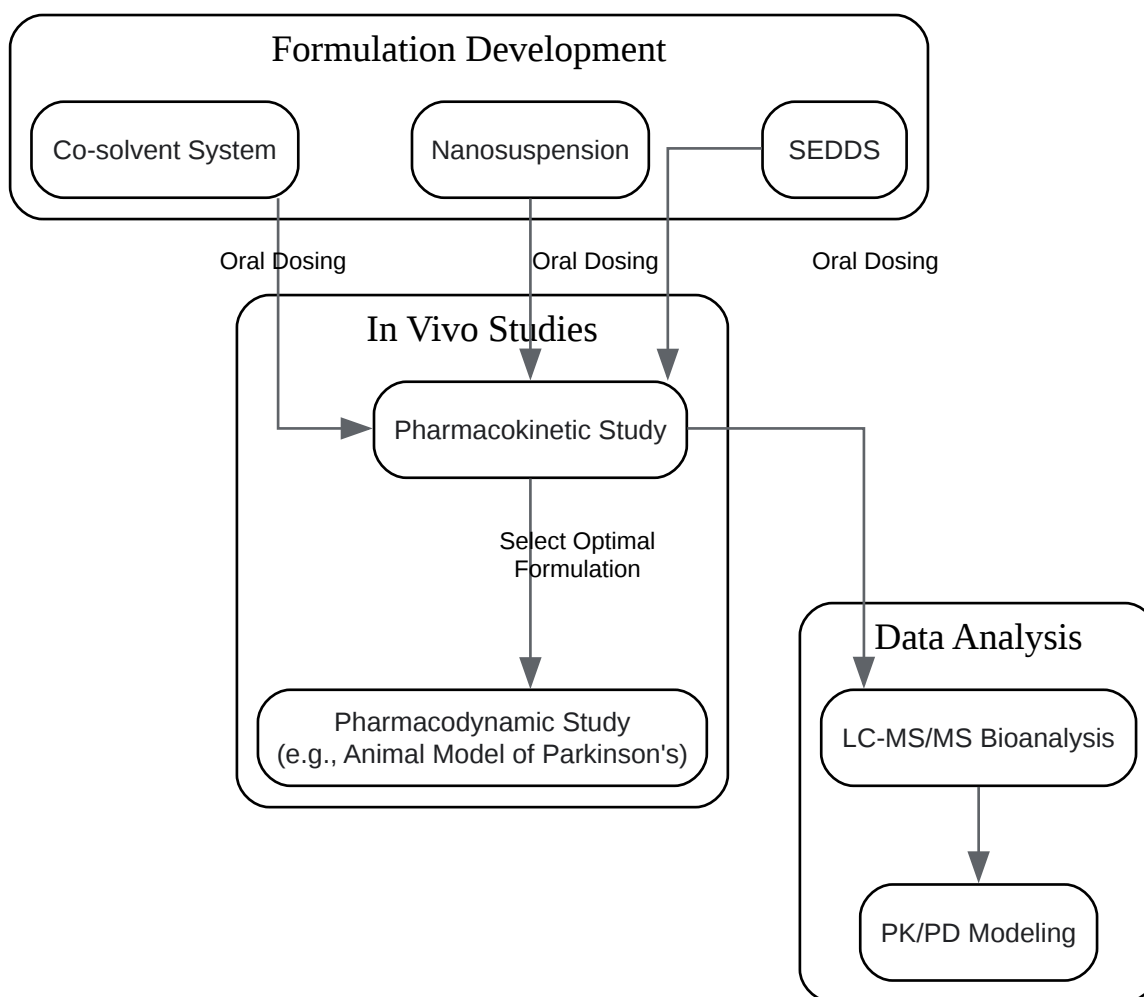 Formulation Development
Co-solvent System
Nanosuspension
SEDDS
Oral Dosing
Oral Dosing
Oral Dosing
In Vivo Studies
Pharmacokinetic Study
Select Optimal
Formulation
Data Analysis
Pharmacodynamic Study
(e.g., Animal Model of Parkinson's)
LC-MS/MS Bioanalysis
PK/PD Modeling